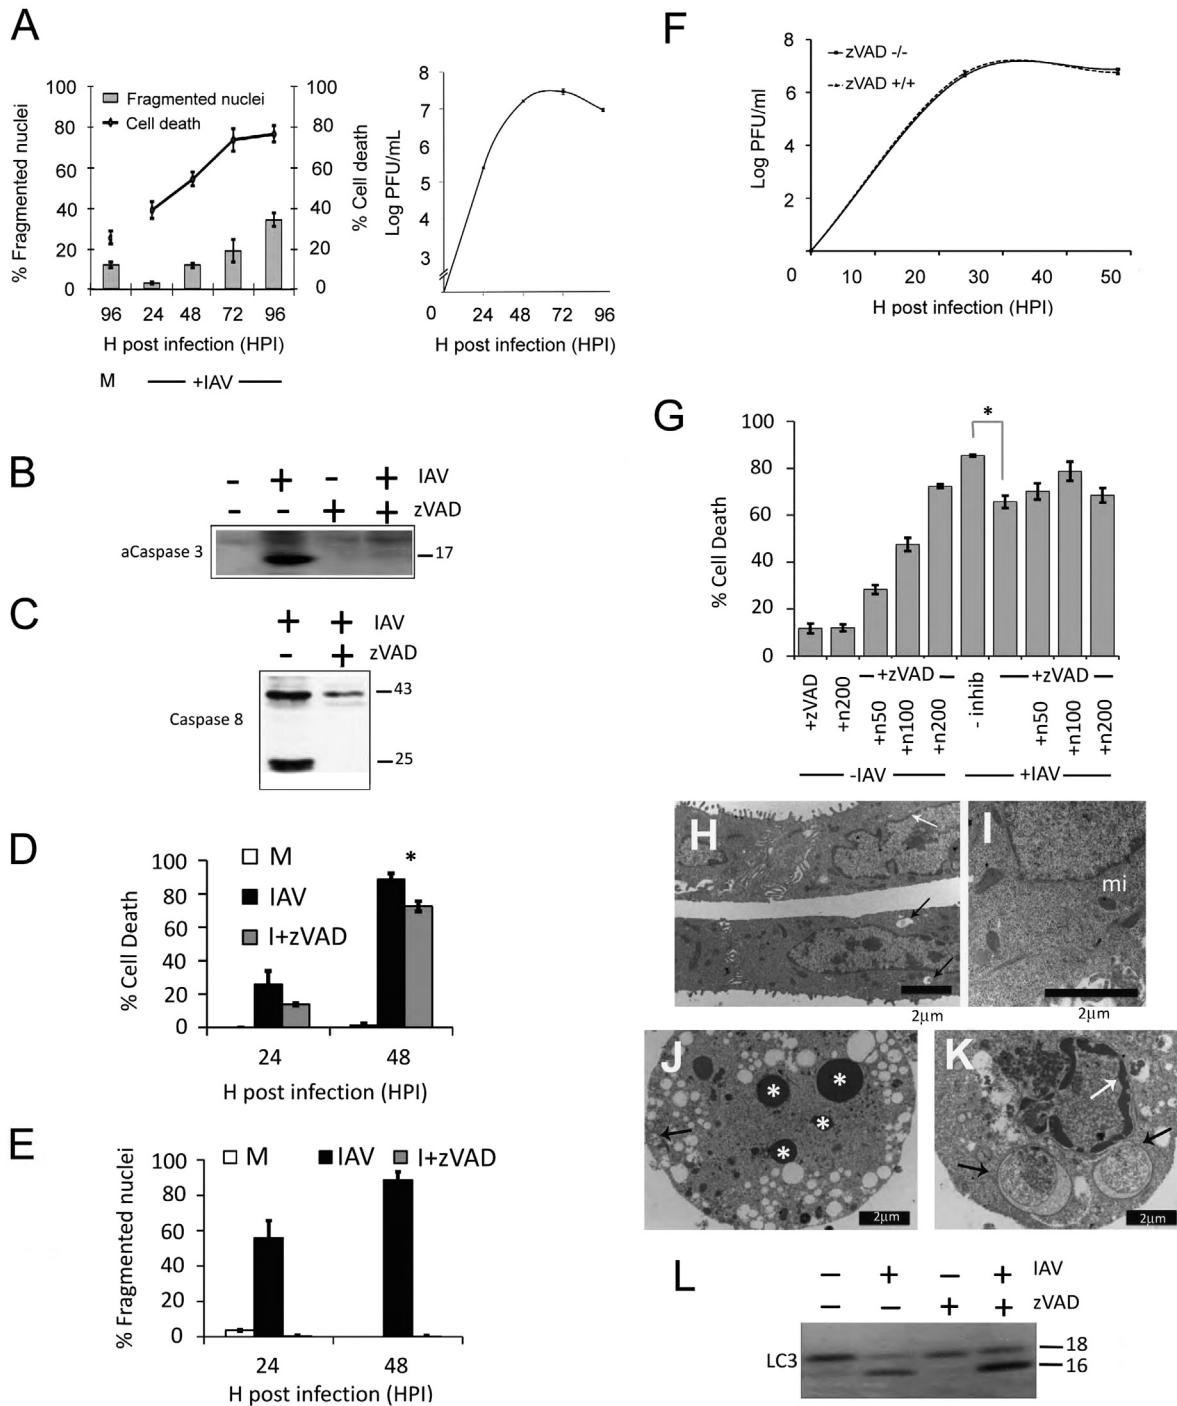 A
% Fragmented nuclei
100
80
60
40
20
0
Fragmented nuclei
Cell death
100
80
60
40
20
0
% Cell death
96 24 48 72 96
H post infection (HPI)
M +IAV
Log PFU/mL
8
7
6
5
4
3
0 24 48 72 96
H post infection (HPI)
B
- + - + IAV
- - + + zVAD
aCaspase 3
17
C
+ + IAV
- + zVAD
Caspase 8
43
25
D
% Cell Death
100
80
60
40
20
0
M
IAV
I+zVAD
*
24 48
H post infection (HPI)
E
% Fragmented nuclei
100
80
60
40
20
0
M IAV I+zVAD
24 48
H post infection (HPI)
F
Log PFU/ml
8
6
4
2
zVAD -/-
zVAD +/+
0 10 20 30 40 50
H post infection (HPI)
G
% Cell Death
100
80
60
40
20
0
*
+zVAD
+n200
+zVAD
+n50
+n100
+n200
- inhib
+zVAD
+n50
+n100
+n200
-IAV +IAV
H
2μm
I
mi
2μm
J
* * * *
2μm
K
2μm
L
- + - + IAV
- - + + zVAD
LC3
18
16